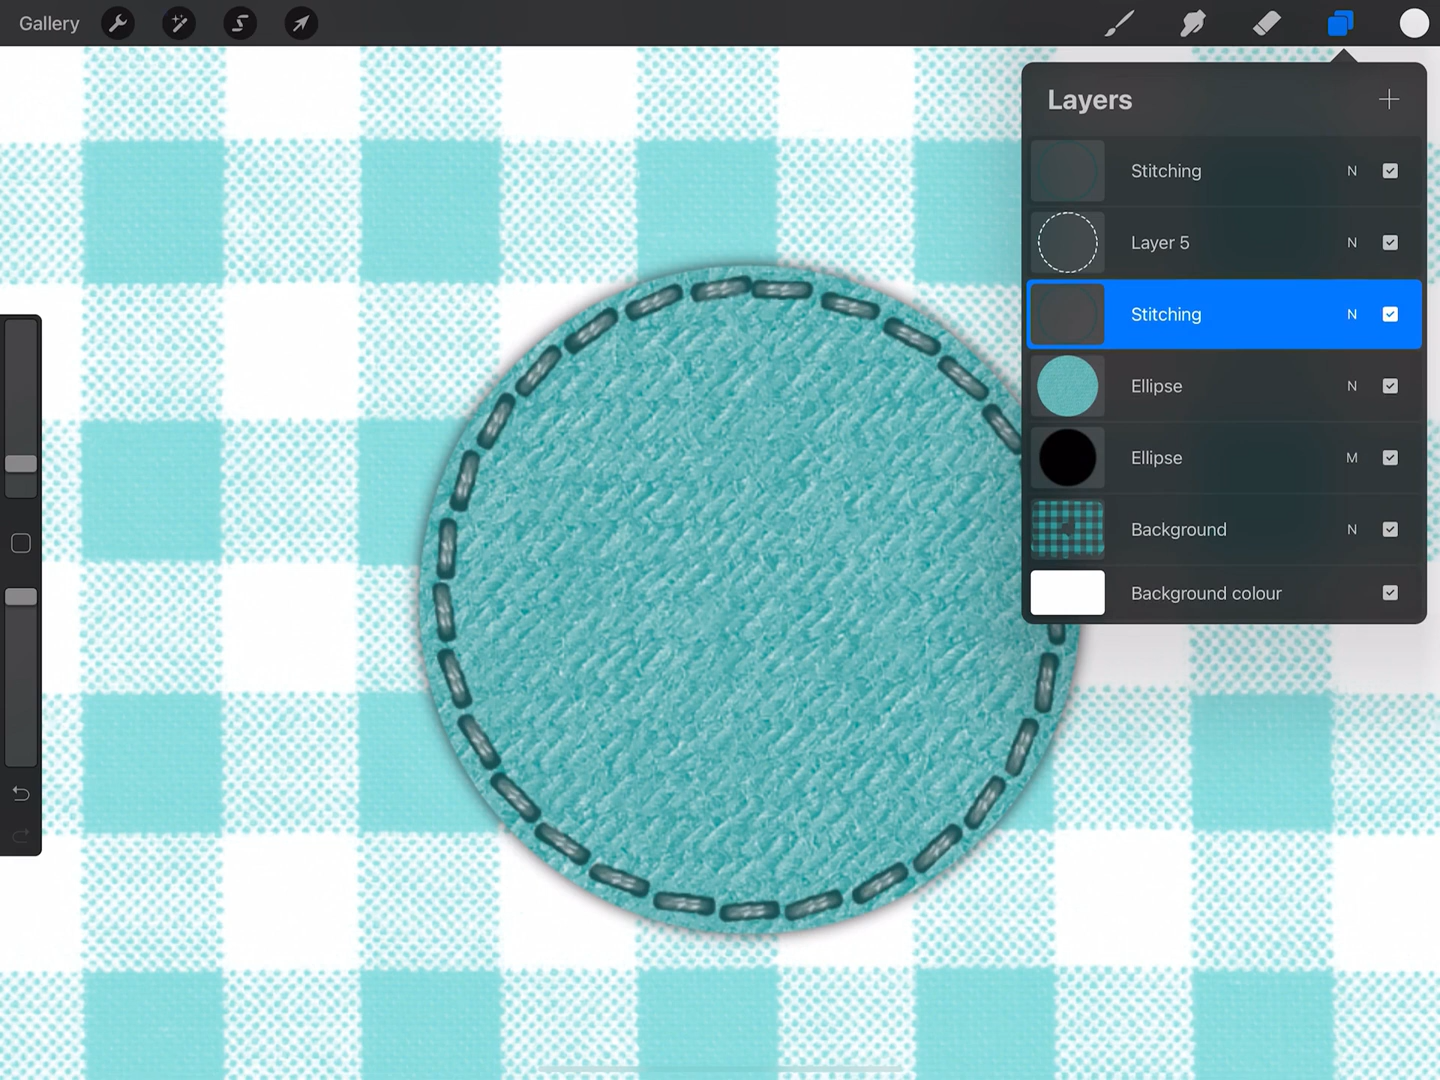 Gallery
Layers
Stitching N
Layer 5 N
Stitching N
Ellipse N
Ellipse M
Background N
Background colour